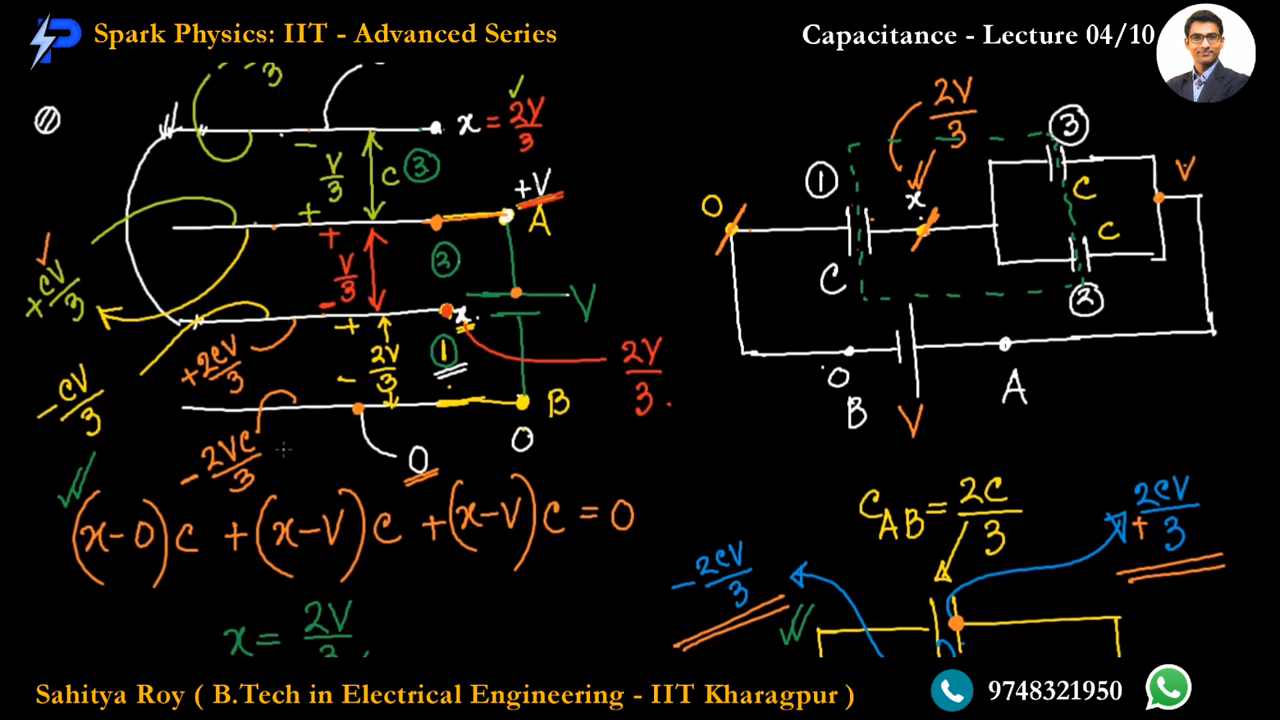 Spark Physics: IIT - Advanced Series
Capacitance - Lecture 04/10
3
x = 2V/3
- V/3 +
C
3
+V
A
+ V/3 -
2
V
+CV/3
x
+ 2V/3 -
1
+2CV/3
2V/3.
-CV/3
B
0
0
-2VC/3
(x-0)C + (x-V)C + (x-V)C = 0
x = 2V
2V/3
3
1
x
V
0
C
C
C
2
0
B
V
A
C_AB = 2C/3
+2CV/3
-2CV/3
Sahitya Roy ( B.Tech in Electrical Engineering - IIT Kharagpur )
9748321950